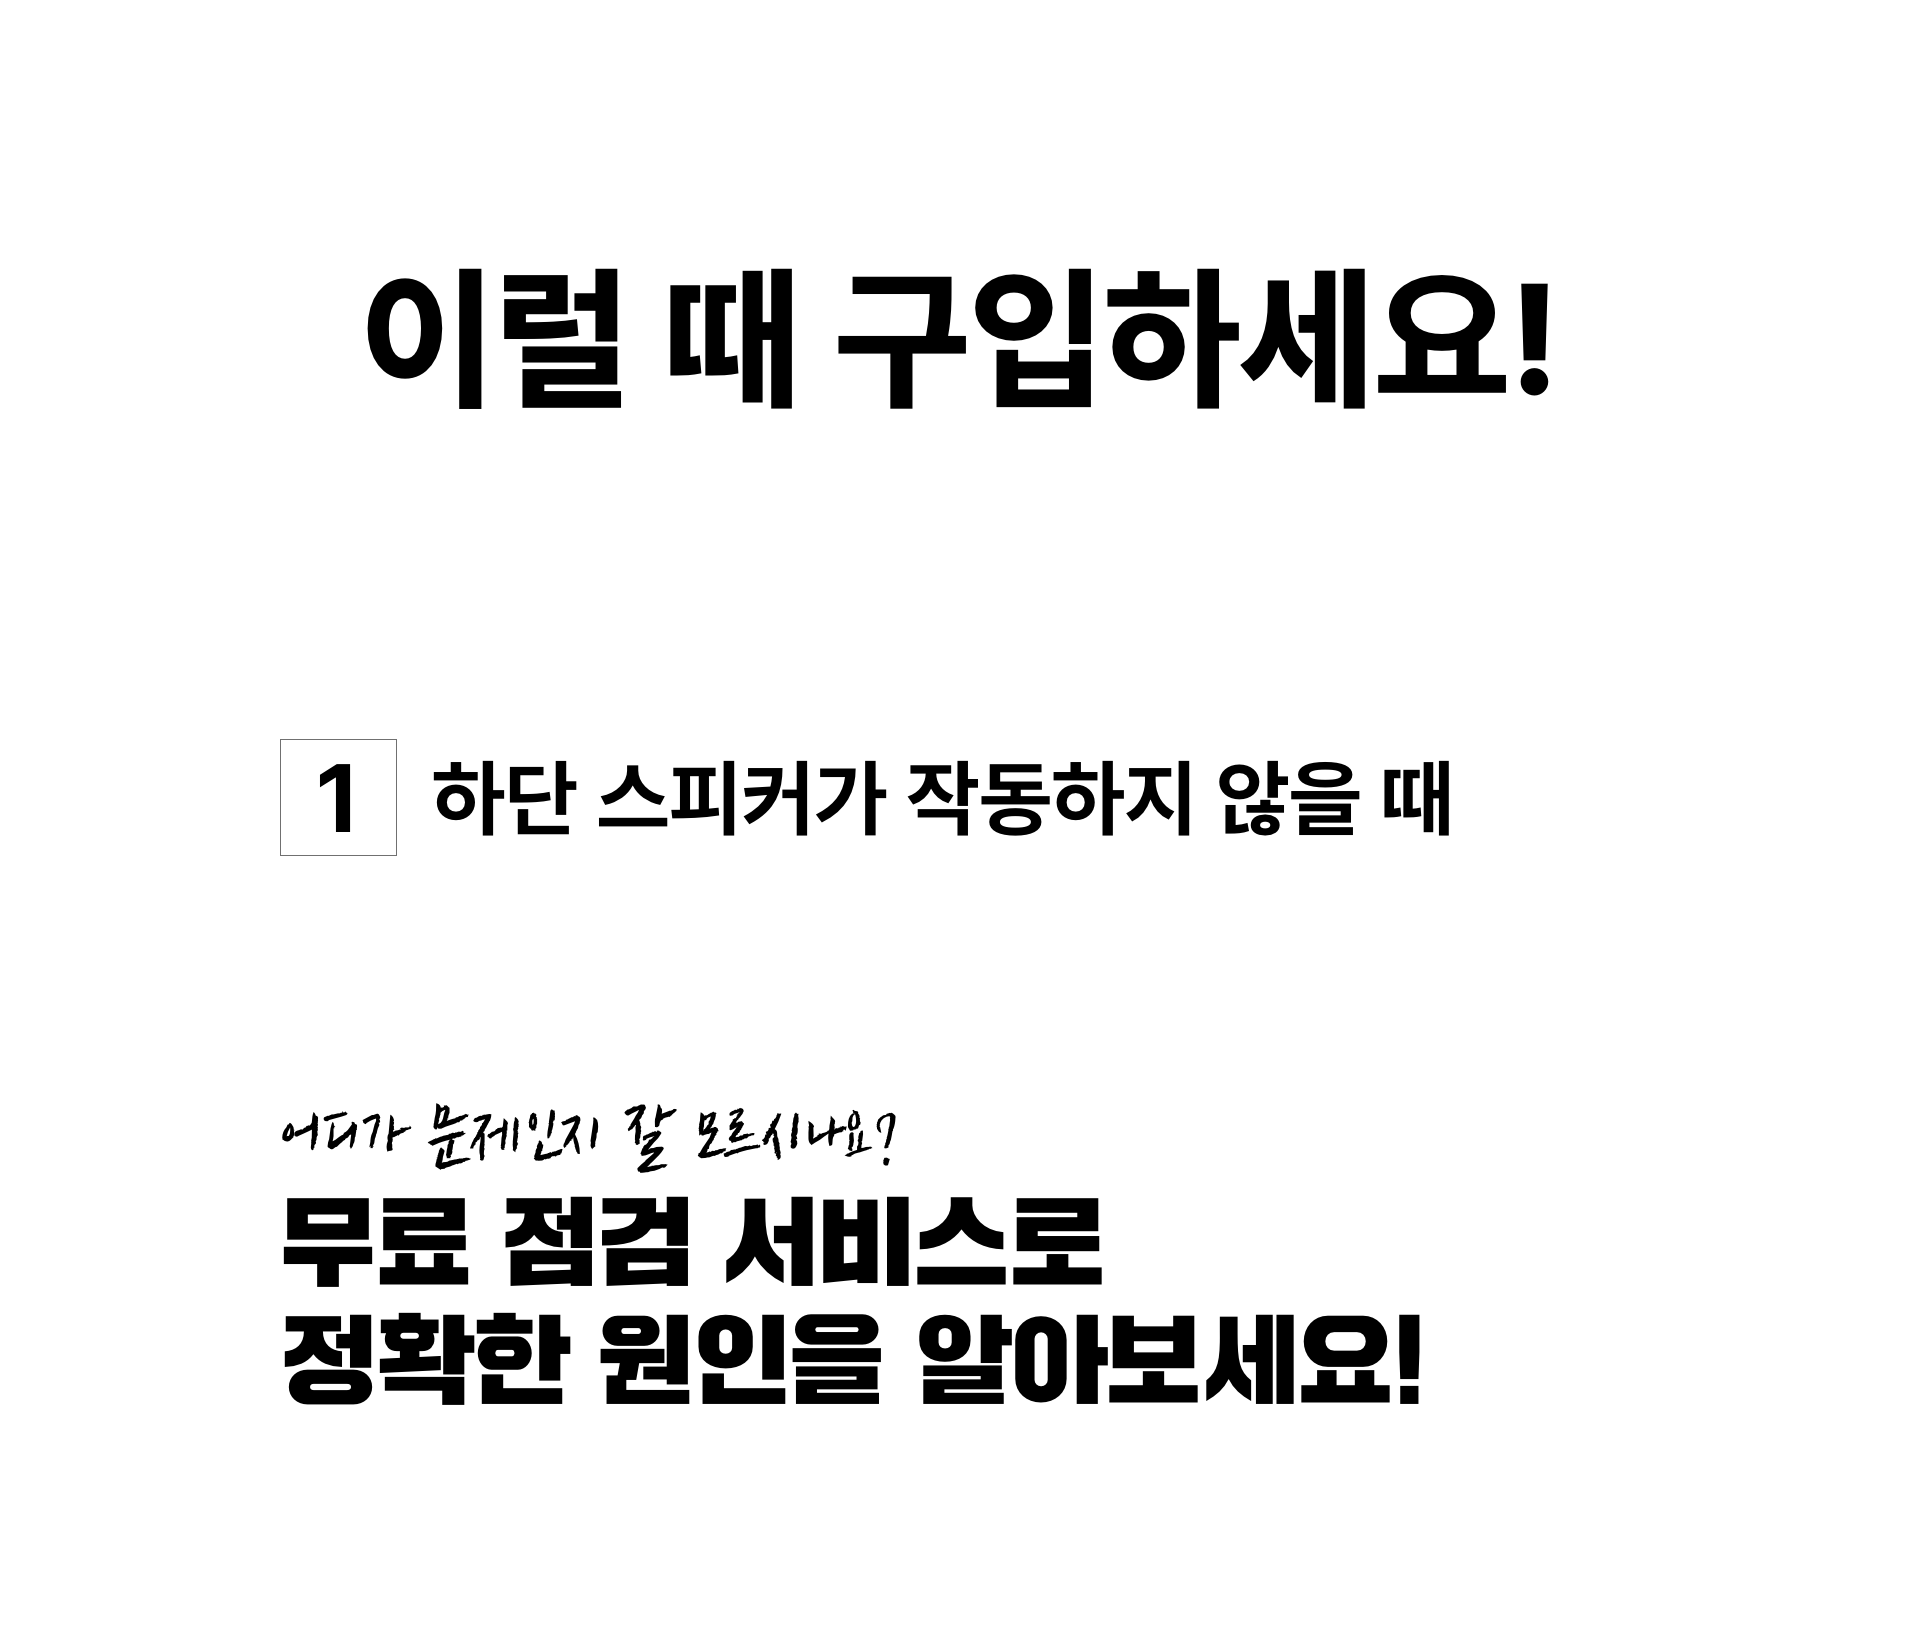 이럴 때 구입하세요!
1 하단 스피커가 작동하지 않을 때
어디가 문제인지 잘 모르시나요?
무료 점검 서비스로
정확한 원인을 알아보세요!